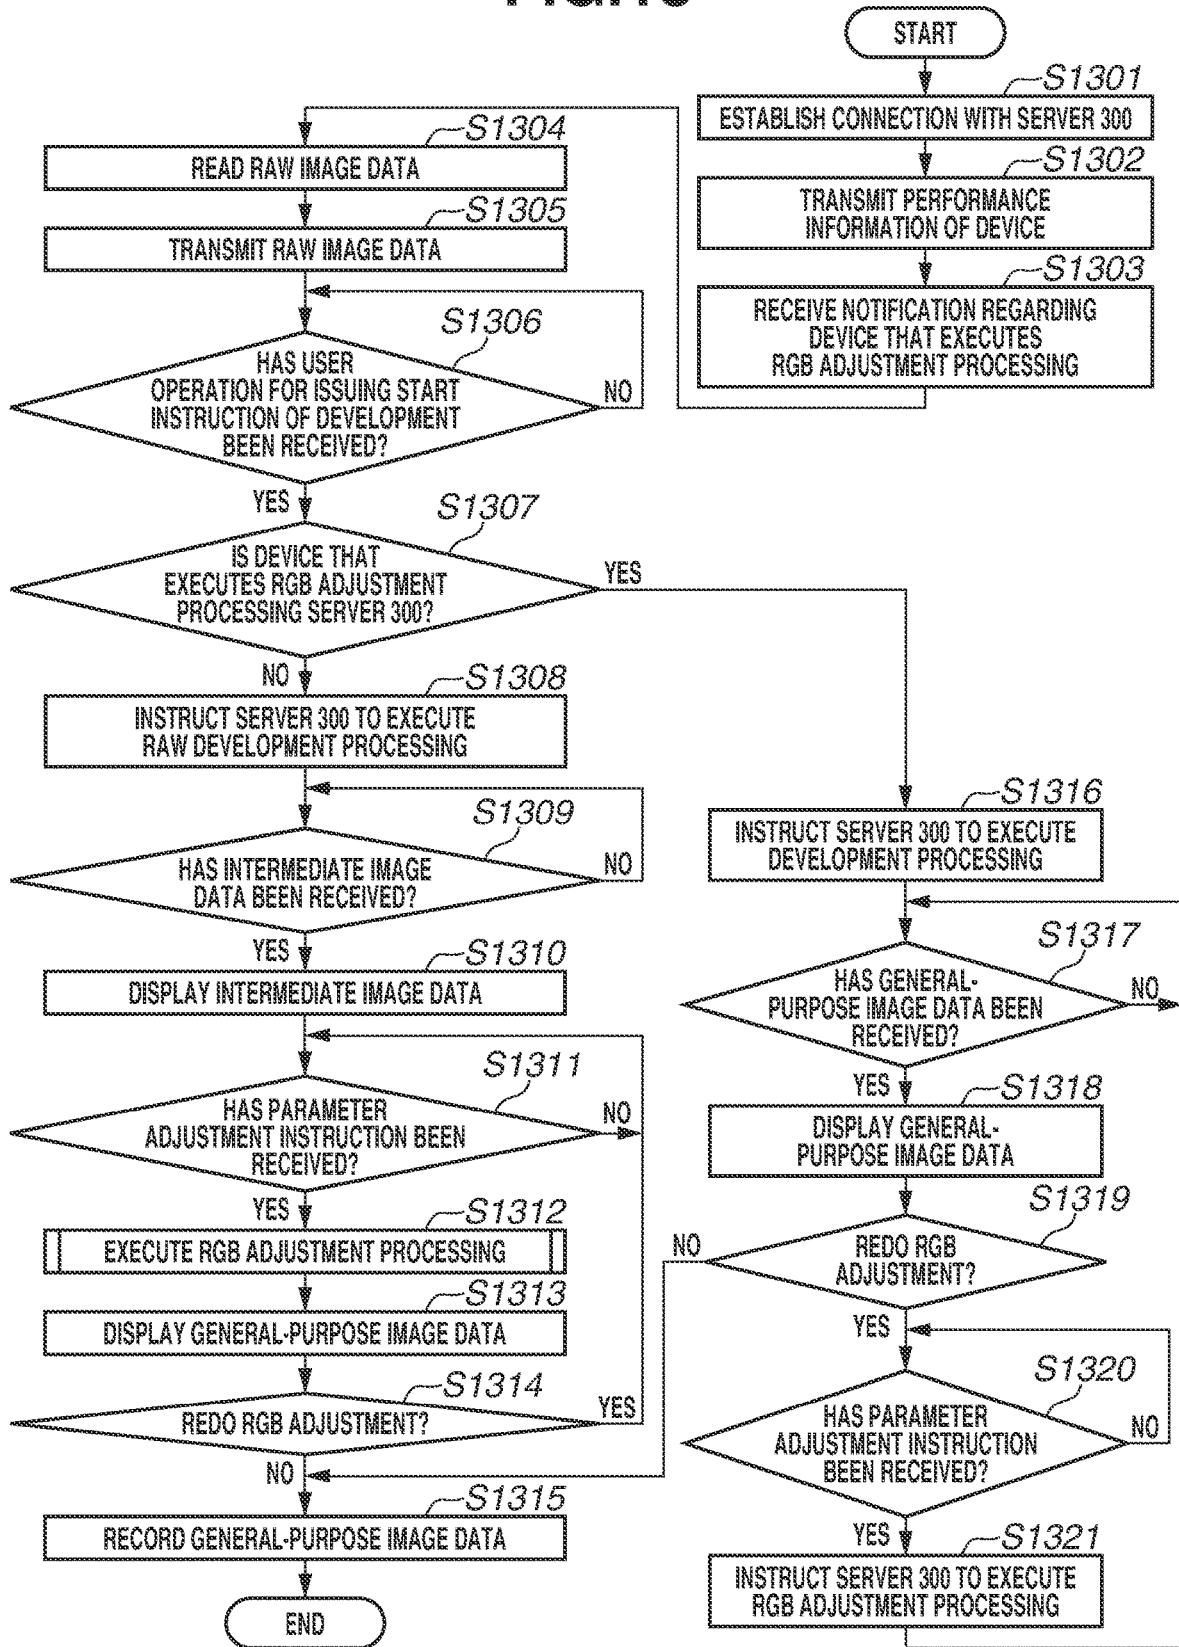 START
S1301
ESTABLISH CONNECTION WITH SERVER 300
S1302
TRANSMIT PERFORMANCE
INFORMATION OF DEVICE
S1303
RECEIVE NOTIFICATION REGARDING
DEVICE THAT EXECUTES
RGB ADJUSTMENT PROCESSING
S1304
READ RAW IMAGE DATA
S1305
TRANSMIT RAW IMAGE DATA
S1306
HAS USER
OPERATION FOR ISSUING START
INSTRUCTION OF DEVELOPMENT
BEEN RECEIVED?
NO
YES
S1307
IS DEVICE THAT
EXECUTES RGB ADJUSTMENT
PROCESSING SERVER 300?
YES
NO
S1308
INSTRUCT SERVER 300 TO EXECUTE
RAW DEVELOPMENT PROCESSING
S1309
HAS INTERMEDIATE IMAGE
DATA BEEN RECEIVED?
NO
YES
S1310
DISPLAY INTERMEDIATE IMAGE DATA
S1311
HAS PARAMETER
ADJUSTMENT INSTRUCTION BEEN
RECEIVED?
NO
YES
S1312
EXECUTE RGB ADJUSTMENT PROCESSING
S1313
DISPLAY GENERAL-PURPOSE IMAGE DATA
S1314
REDO RGB ADJUSTMENT?
YES
NO
S1315
RECORD GENERAL-PURPOSE IMAGE DATA
END
S1316
INSTRUCT SERVER 300 TO EXECUTE
DEVELOPMENT PROCESSING
S1317
HAS GENERAL-
PURPOSE IMAGE DATA BEEN
RECEIVED?
NO
YES
S1318
DISPLAY GENERAL-
PURPOSE IMAGE DATA
S1319
REDO RGB
ADJUSTMENT?
NO
YES
S1320
HAS PARAMETER
ADJUSTMENT INSTRUCTION
BEEN RECEIVED?
NO
YES
S1321
INSTRUCT SERVER 300 TO EXECUTE
RGB ADJUSTMENT PROCESSING